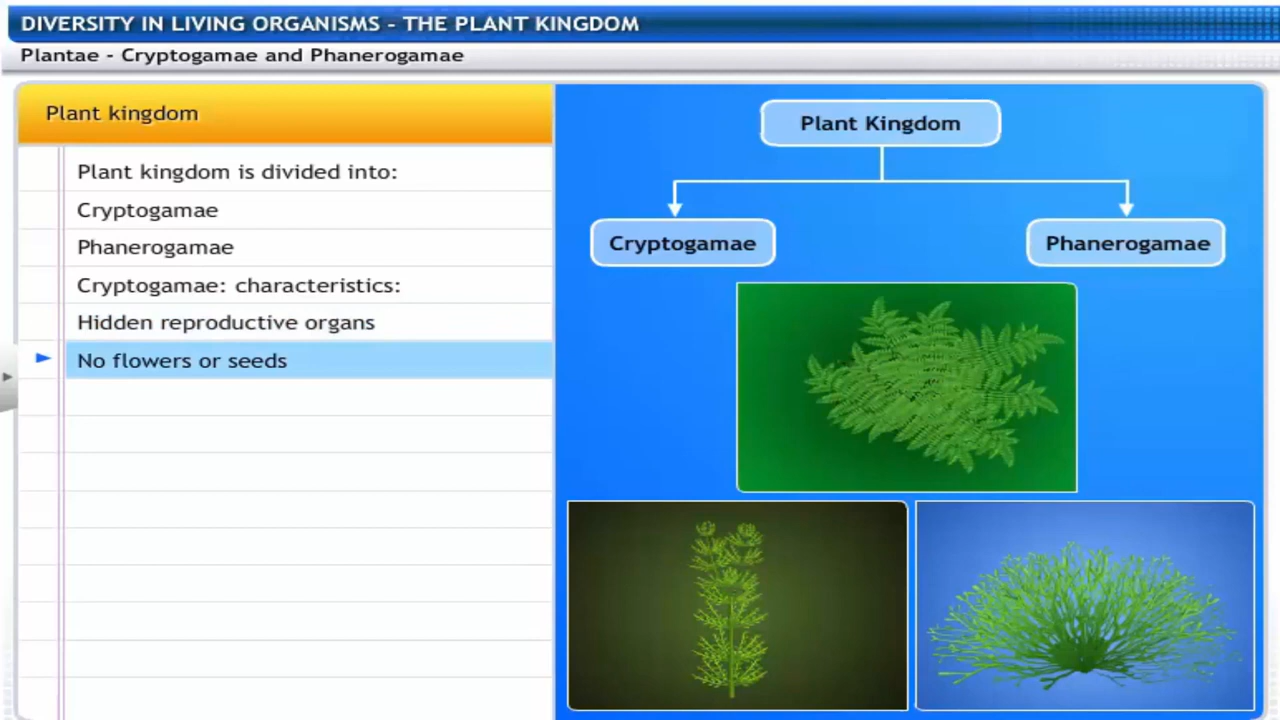 DIVERSITY IN LIVING ORGANISMS - THE PLANT KINGDOM
Plantae - Cryptogamae and Phanerogamae
Plant kingdom
Plant kingdom is divided into:
Cryptogamae
Phanerogamae
Cryptogamae: characteristics:
Hidden reproductive organs
No flowers or seeds
Plant Kingdom
Cryptogamae
Phanerogamae